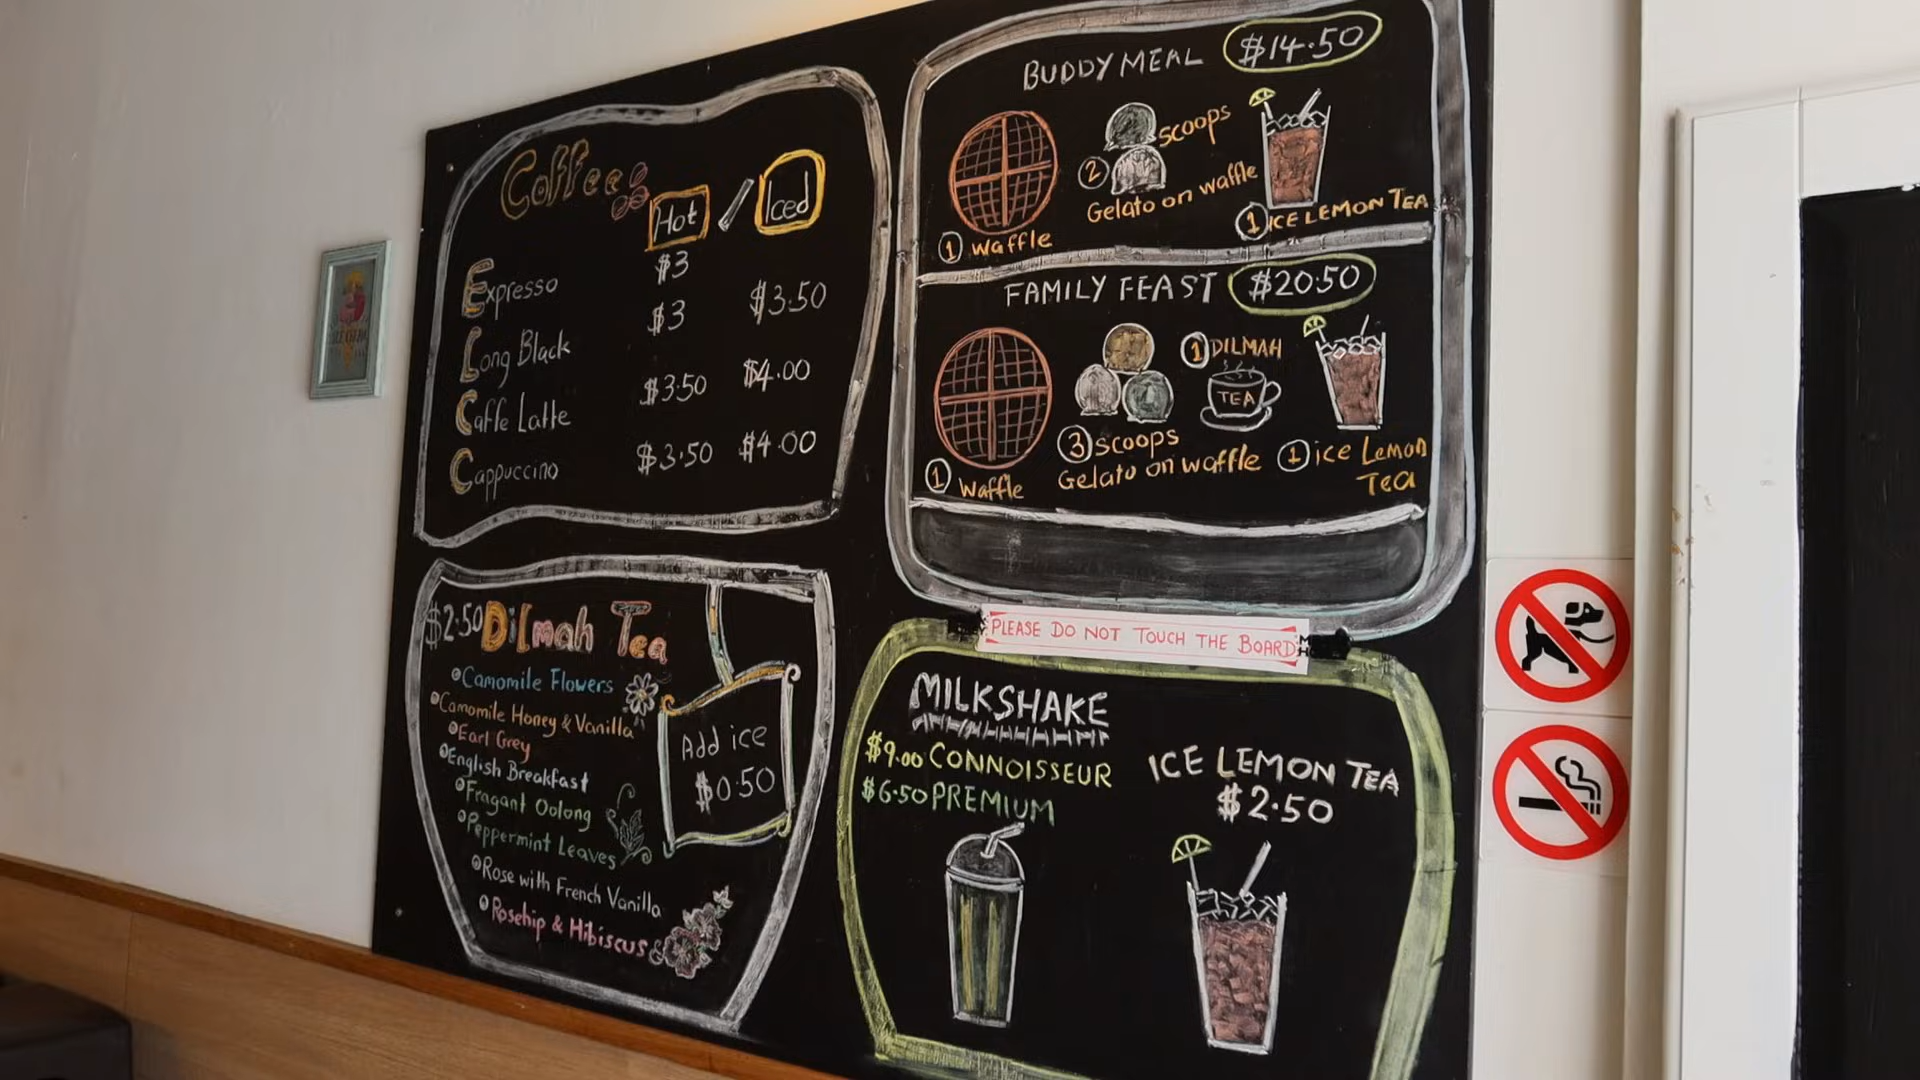 Coffee
Hot / Iced
Expresso $3
Long Black $3 $3.50
Caffe Latte $3.50 $4.00
Cappuccino $3.50 $4.00
BUDDY MEAL $14.50
1 Waffle
2 scoops
Gelato on waffle
1 ICE LEMON TEA
FAMILY FEAST $20.50
1 Waffle
3 scoops
Gelato on waffle
1 DILMAH
TEA
1 ice Lemon
Tea
$2.50 Dilmah Tea
Camomile Flowers
Camomile Honey & Vanilla
Earl Grey
English Breakfast
Fragant Oolong
Peppermint Leaves
Rose with French Vanilla
Rosehip & Hibiscus
Add ice
$0.50
PLEASE DO NOT TOUCH THE BOARD
MILKSHAKE
$9.00 CONNOISSEUR
$6.50 PREMIUM
ICE LEMON TEA
$2.50